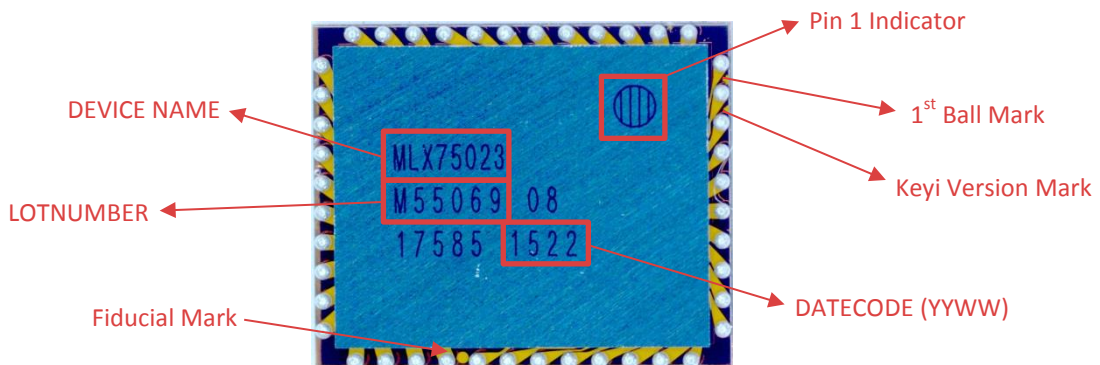 Pin 1 Indicator
DEVICE NAME
1st Ball Mark
MLX75023
Keyi Version Mark
LOTNUMBER
M55069 08
17585 1522
DATECODE (YYWW)
Fiducial Mark